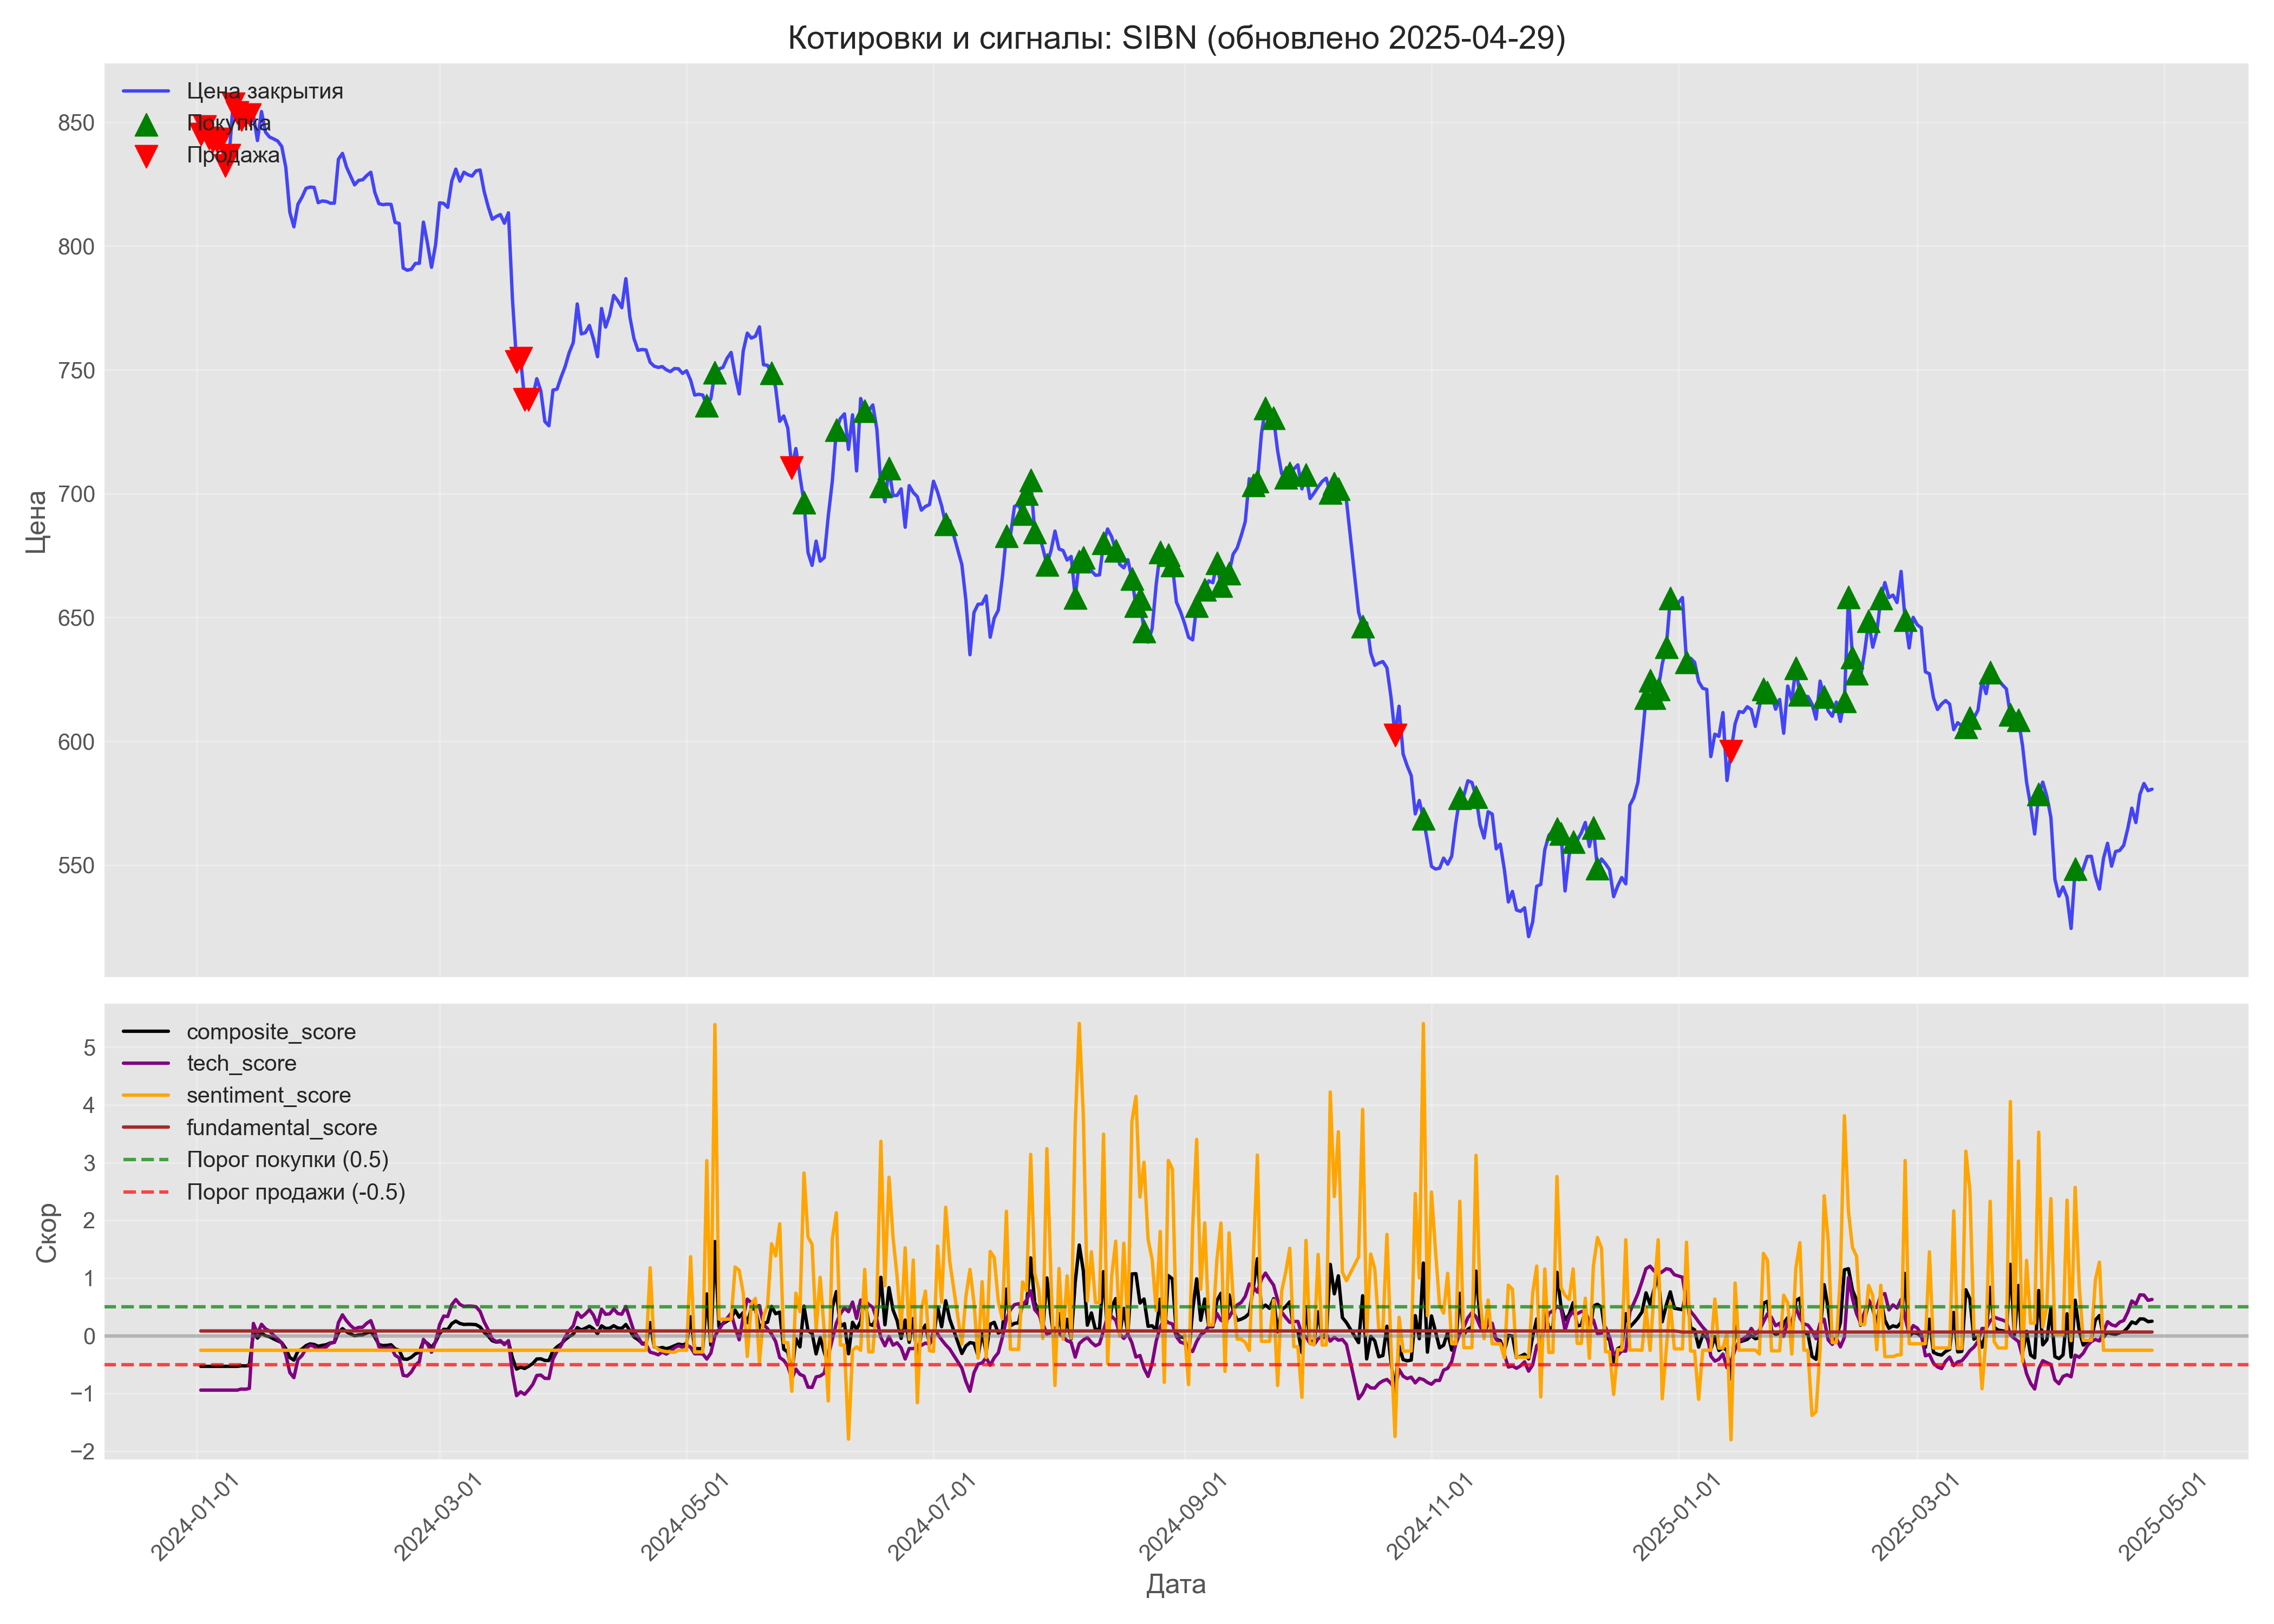 Котировки и сигналы: SIBN (обновлено 2025-04-29)
Цена закрытия
Покупка
Продажа
850
800
750
700
650
600
550
Цена
composite_score
tech_score
sentiment_score
fundamental_score
Порог покупки (0.5)
Порог продажи (-0.5)
5
4
3
2
1
0
−1
−2
Скор
2024-01-01
2024-03-01
2024-05-01
2024-07-01
2024-09-01
2024-11-01
2025-01-01
2025-03-01
2025-05-01
Дата